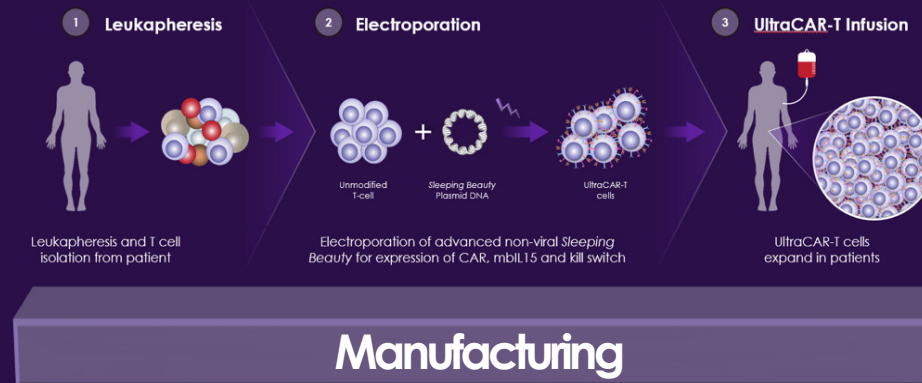 1 Leukapheresis
2 Electroporation
3 UltraCAR-T Infusion
Unmodified
T-cell
+
Sleeping Beauty
Plasmid DNA
UltraCAR-T
cells
Leukapheresis and T cell
isolation from patient
Electroporation of advanced non-viral Sleeping
Beauty for expression of CAR, mbIL15 and kill switch
UltraCAR-T cells
expand in patients
Manufacturing